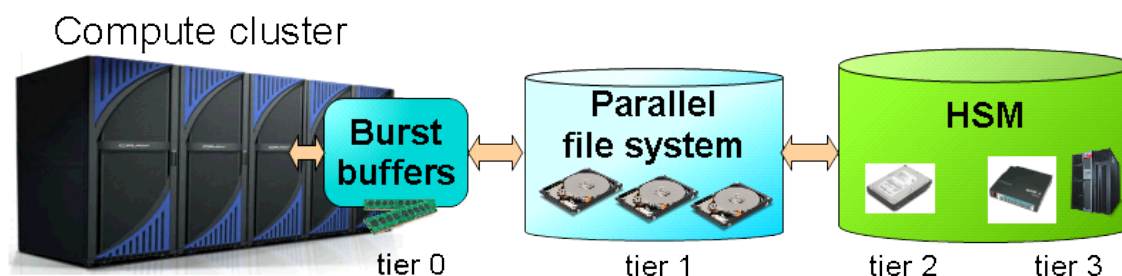 Compute cluster
Burst
buffers
Parallel
file system
HSM
tier 0
tier 1
tier 2
tier 3